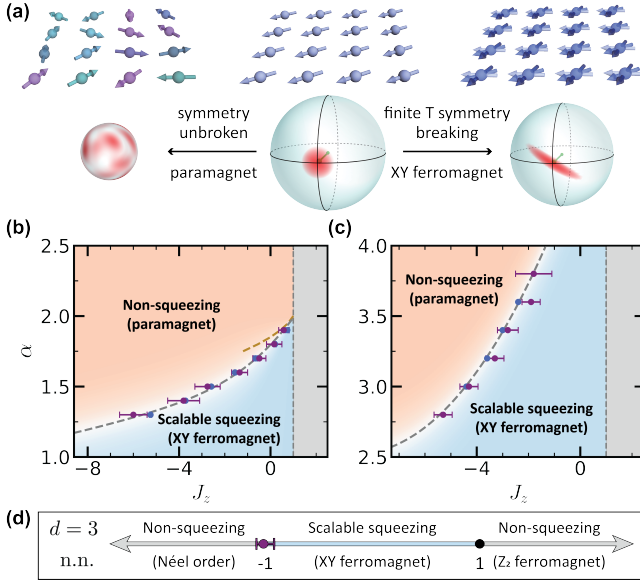 (a)
symmetry
unbroken
paramagnet
finite T symmetry
breaking
XY ferromagnet
(b)
2.5
2.0
1.5
1.0
α
Non-squeezing
(paramagnet)
Scalable squeezing
(XY ferromagnet)
−8
−4
0
J_z
(c)
4.0
3.5
3.0
2.5
Non-squeezing
(paramagnet)
Scalable squeezing
(XY ferromagnet)
−4
0
J_z
(d)
d = 3
n.n.
Non-squeezing
(Néel order)
-1
Scalable squeezing
(XY ferromagnet)
1
Non-squeezing
(Z₂ ferromagnet)